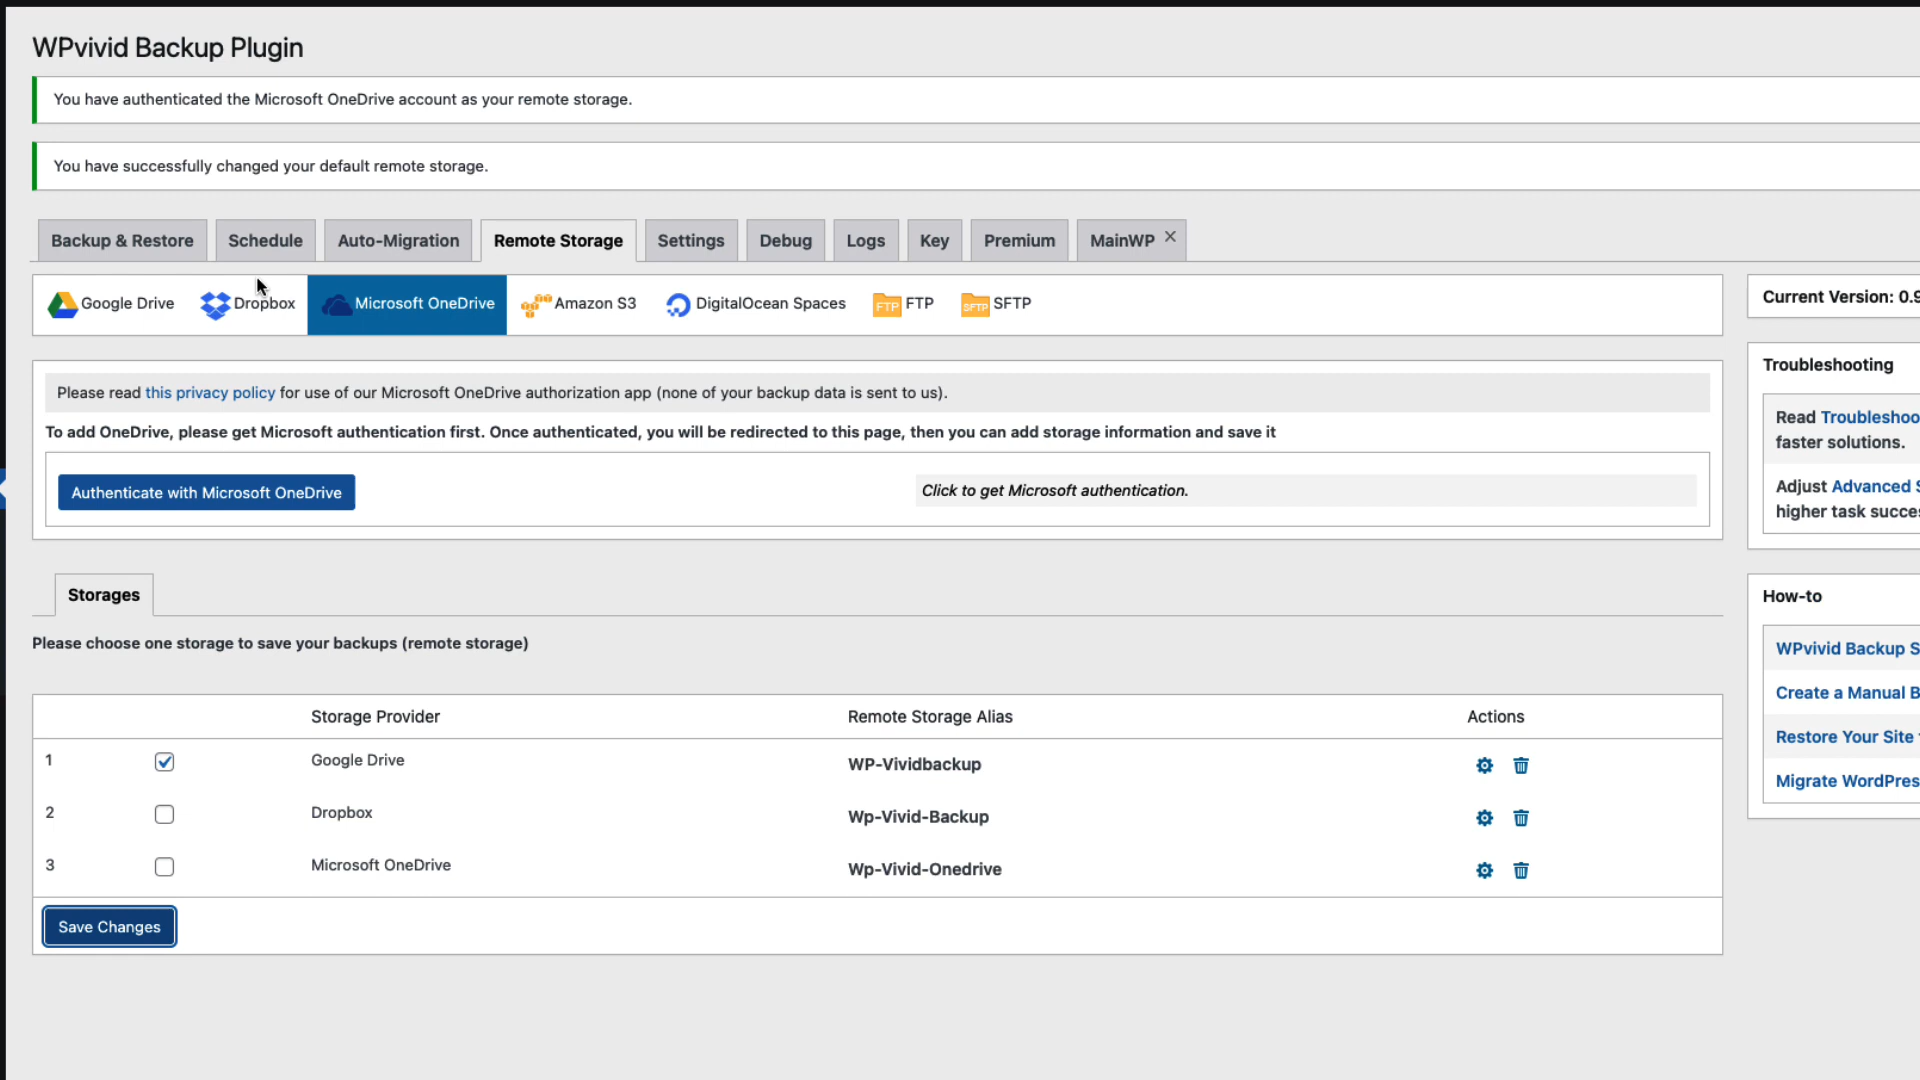 WPvivid Backup Plugin
You have authenticated the Microsoft OneDrive account as your remote storage.
You have successfully changed your default remote storage.
Backup & Restore Schedule Auto-Migration Remote Storage Settings Debug Logs Key Premium MainWP ×
Google Drive Dropbox Microsoft OneDrive Amazon S3 DigitalOcean Spaces FTP FTP SFTP SFTP
Current Version: 0.9
Please read this privacy policy for use of our Microsoft OneDrive authorization app (none of your backup data is sent to us).
To add OneDrive, please get Microsoft authentication first. Once authenticated, you will be redirected to this page, then you can add storage information and save it
Authenticate with Microsoft OneDrive Click to get Microsoft authentication.
Troubleshooting
Read Troubleshoo
faster solutions.
Adjust Advanced S
higher task succes
Storages
Please choose one storage to save your backups (remote storage)
How-to
WPvivid Backup S
Create a Manual B
Restore Your Site
Migrate WordPres
Storage Provider Remote Storage Alias Actions
1 Google Drive WP-Vividbackup
2 Dropbox Wp-Vivid-Backup
3 Microsoft OneDrive Wp-Vivid-Onedrive
Save Changes